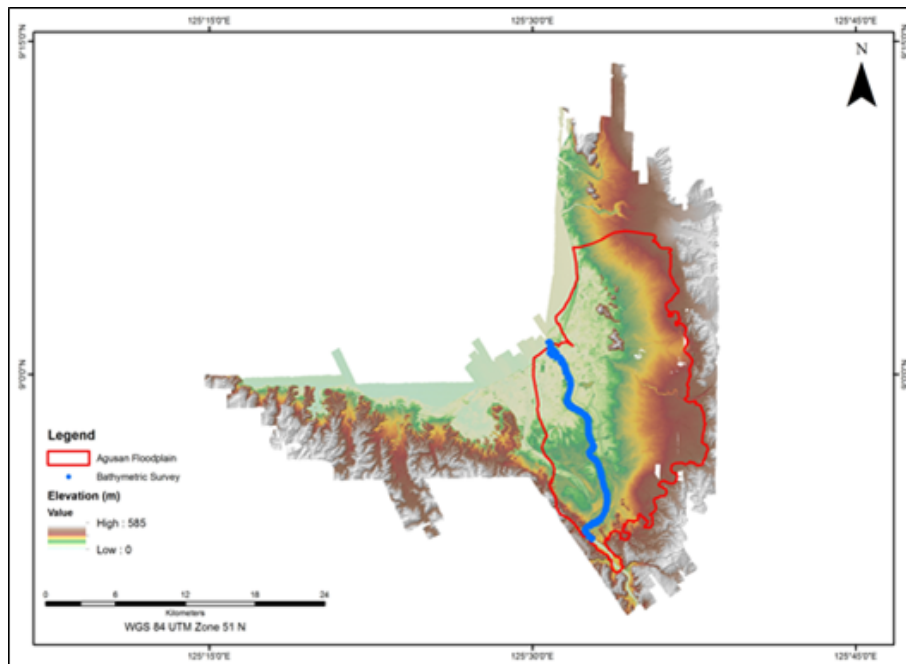 125°15'0"E 125°30'0"E 125°45'0"E
9°15'0"N
N
9°0'0"N 9°0'0"N
Legend
Agusan Floodplain
Bathymetric Survey
Elevation (m)
Value
High : 585
Low : 0
0 3 6 12 18 24
Kilometers
WGS 84 UTM Zone 51 N
125°15'0"E 125°30'0"E 125°45'0"E